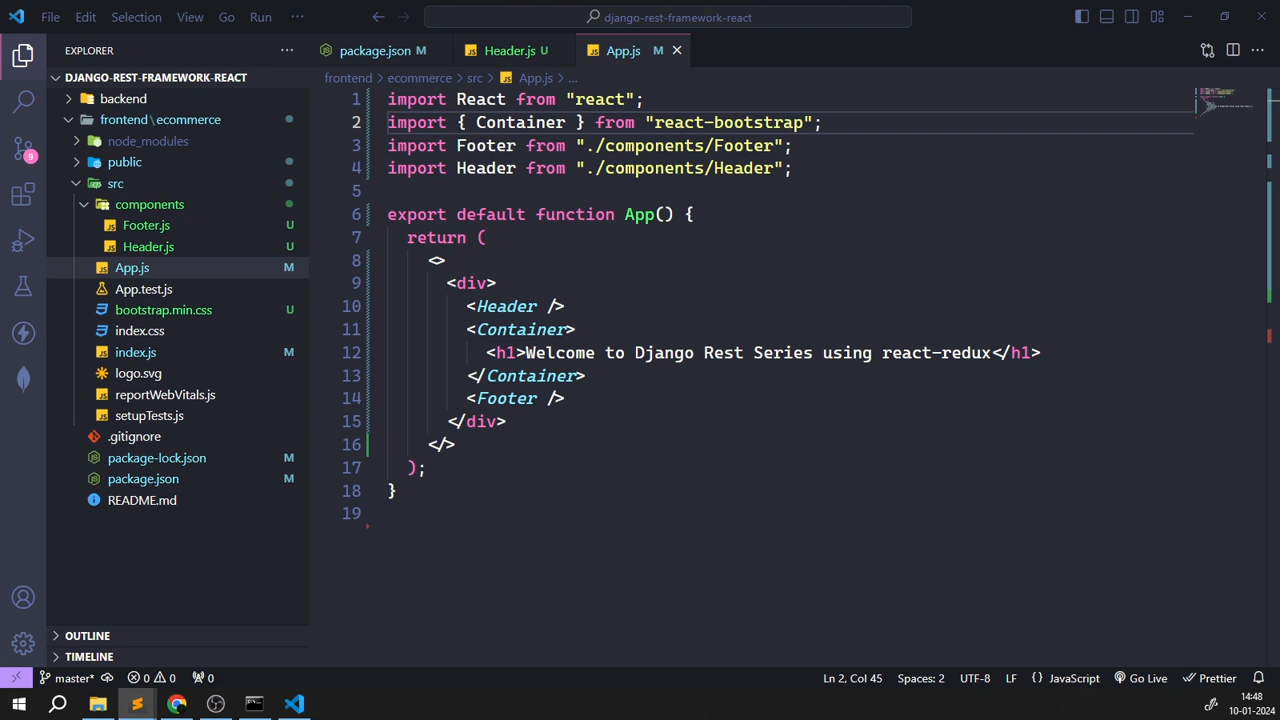 File Edit Selection View Go Run ··· django-rest-framework-react
EXPLORER ···
package.json M Header.js U App.js M
DJANGO-REST-FRAMEWORK-REACT
frontend > ecommerce > src > App.js > ...
backend
frontend\ecommerce
node_modules
public
src
components
Footer.js U
Header.js U
App.js M
App.test.js
bootstrap.min.css U
index.css
index.js M
logo.svg
reportWebVitals.js
setupTests.js
.gitignore
package-lock.json M
package.json M
README.md
OUTLINE
TIMELINE
9
1 import React from "react";
2 import { Container } from "react-bootstrap";
3 import Footer from "./components/Footer";
4 import Header from "./components/Header";
5
6 export default function App() {
7 return (
8 <>
9 <div>
10 <Header />
11 <Container>
12 <h1>Welcome to Django Rest Series using react-redux</h1>
13 </Container>
14 <Footer />
15 </div>
16 </>
17 );
18 }
19
master* 0 0 0 Ln 2, Col 45 Spaces: 2 UTF-8 LF { } JavaScript Go Live Prettier
14:48
10-01-2024